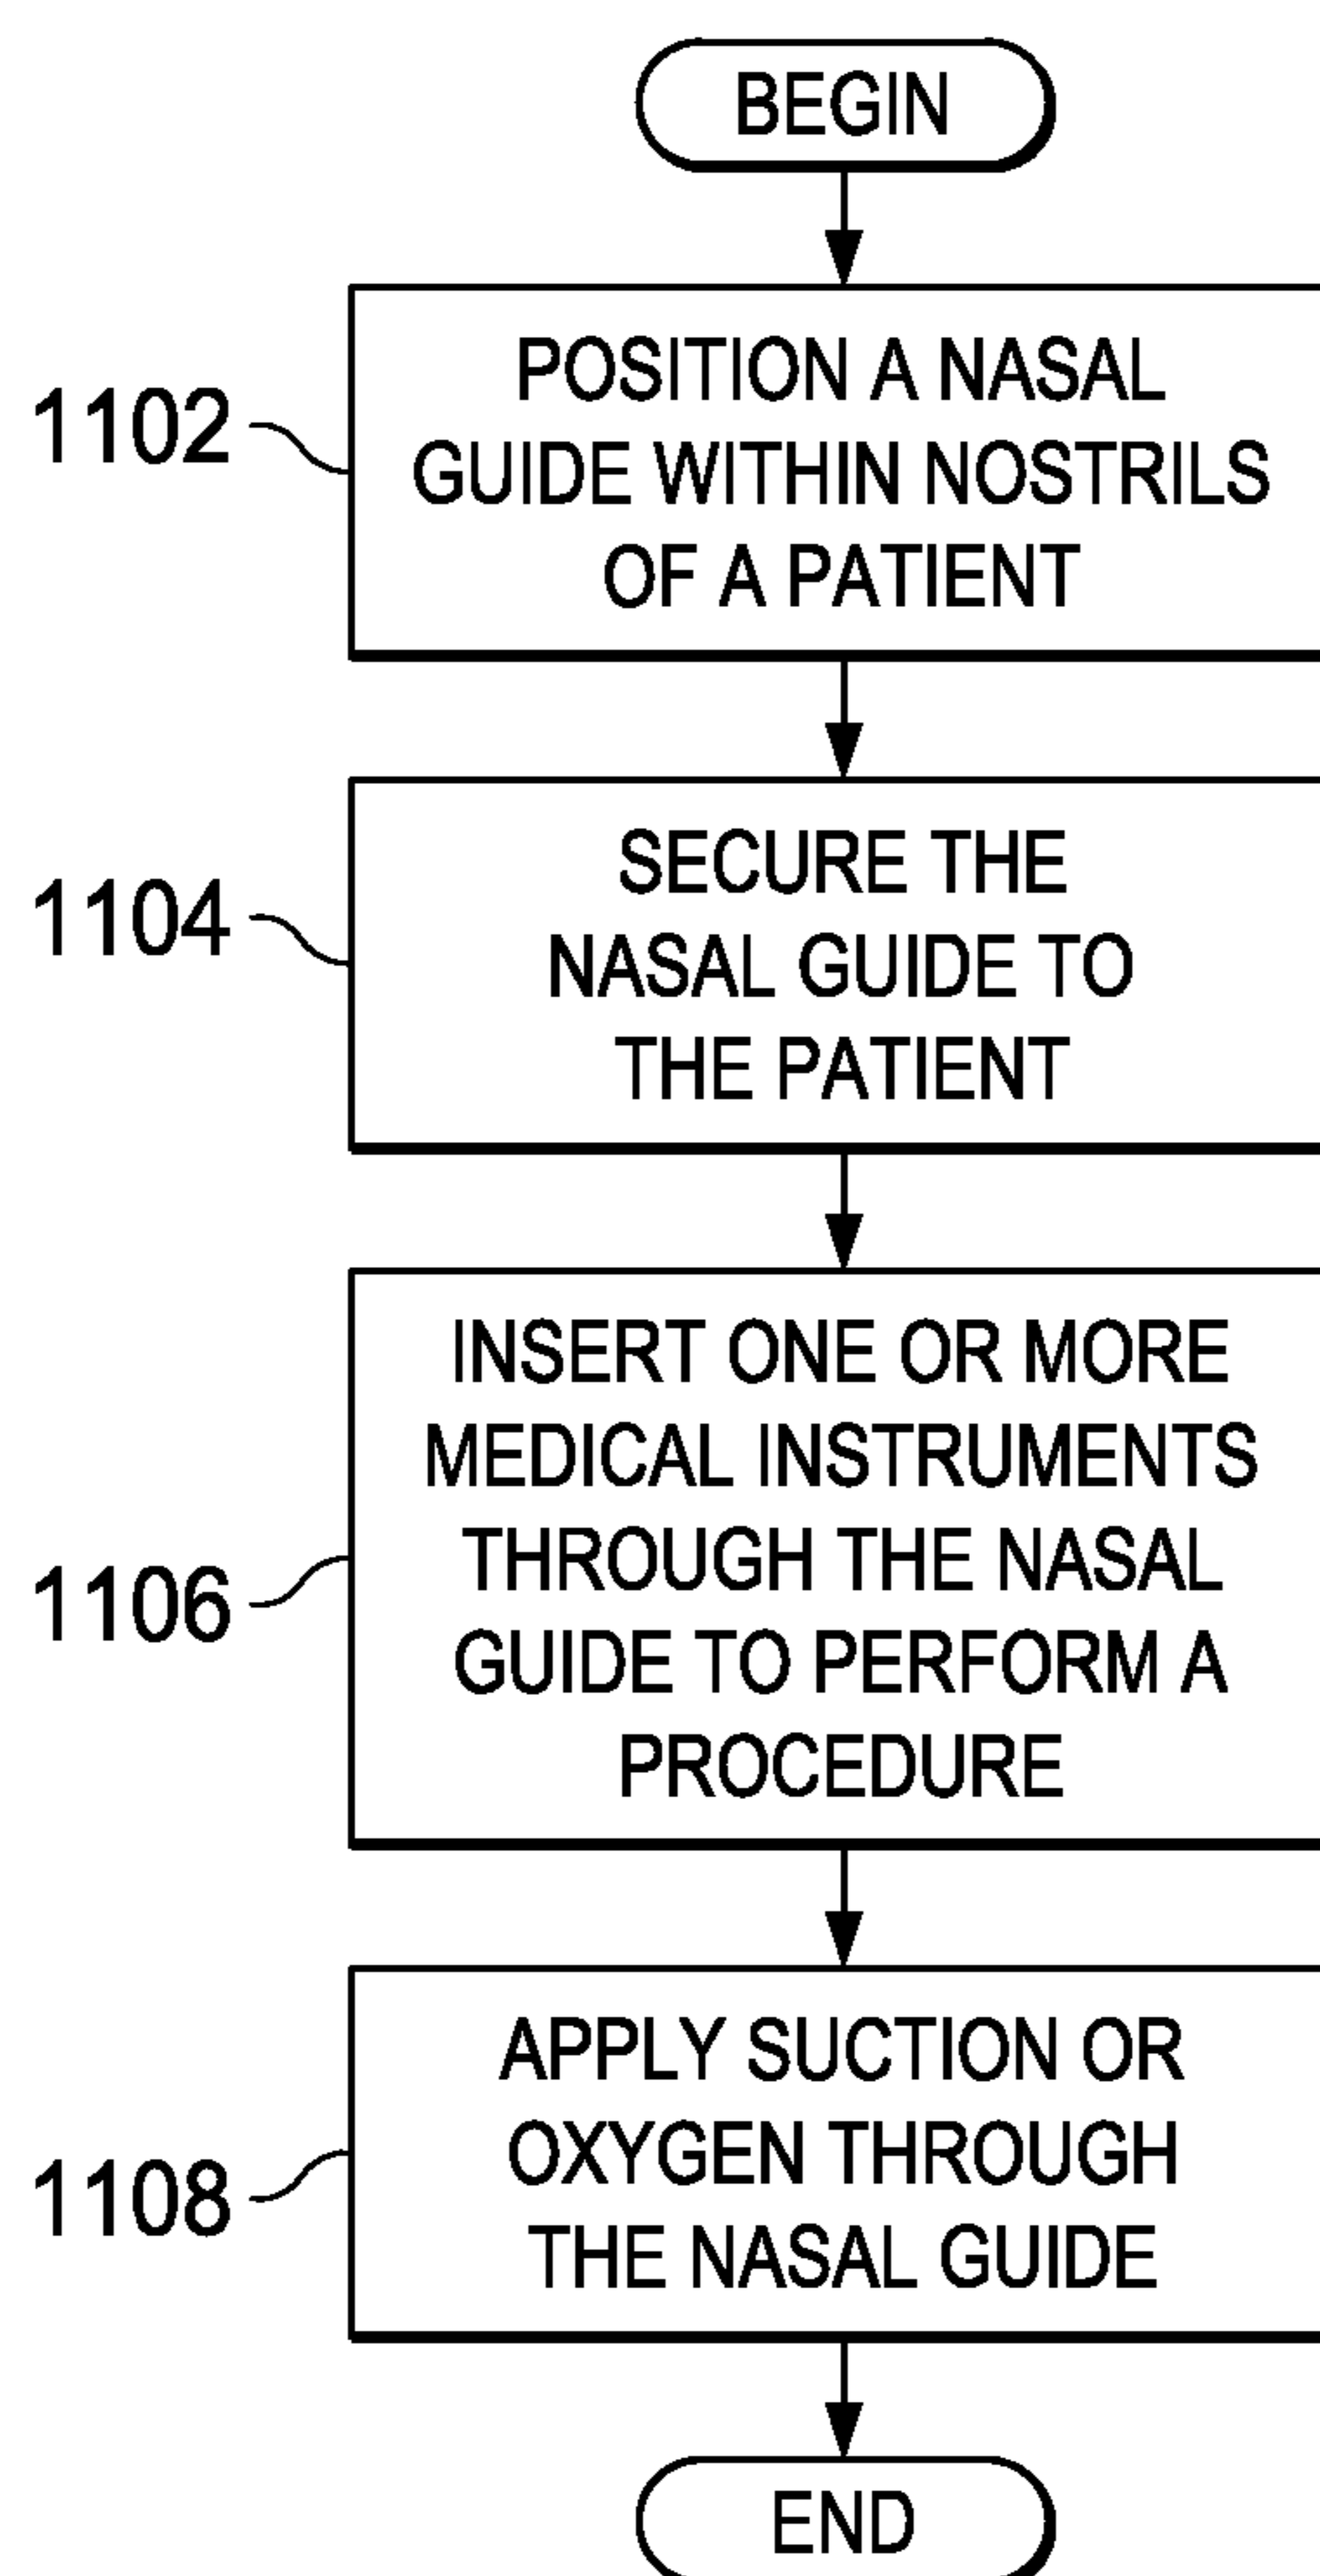 BEGIN
1102
POSITION A NASAL
GUIDE WITHIN NOSTRILS
OF A PATIENT
1104
SECURE THE
NASAL GUIDE TO
THE PATIENT
1106
INSERT ONE OR MORE
MEDICAL INSTRUMENTS
THROUGH THE NASAL
GUIDE TO PERFORM A
PROCEDURE
1108
APPLY SUCTION OR
OXYGEN THROUGH
THE NASAL GUIDE
END